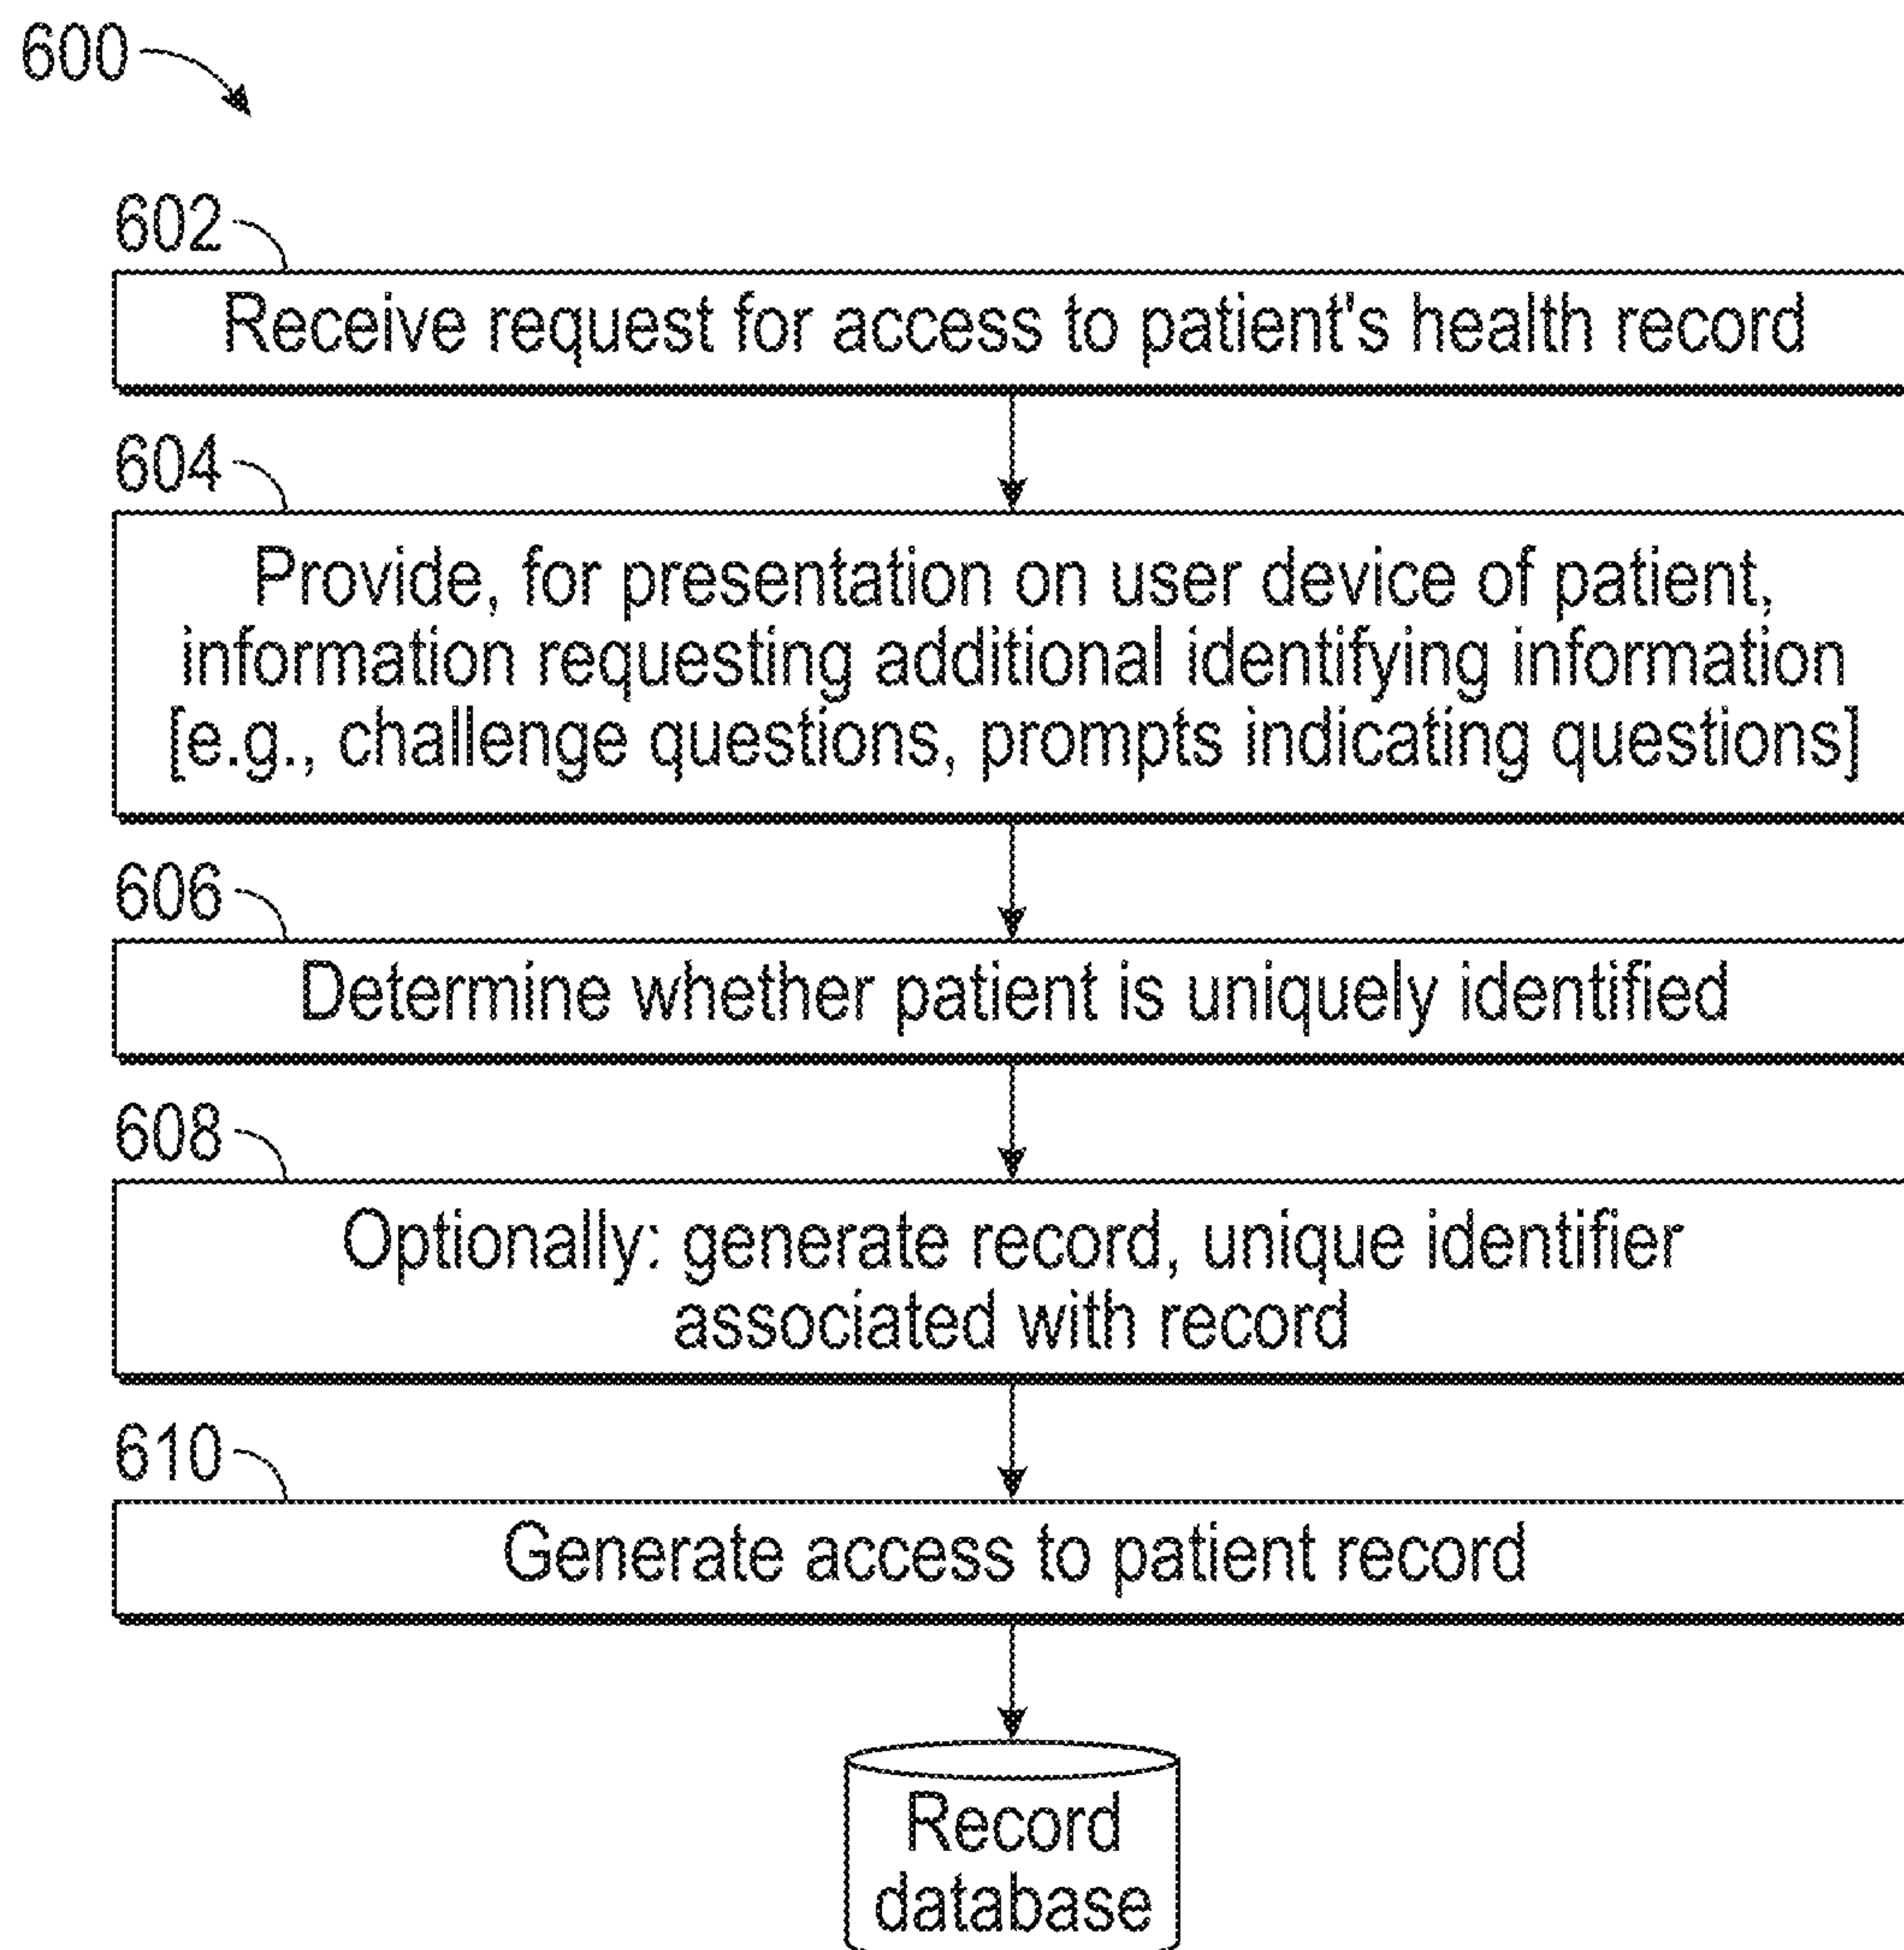 600
602
Receive request for access to patient's health record
604
Provide, for presentation on user device of patient,
information requesting additional identifying information
[e.g., challenge questions, prompts indicating questions]
606
Determine whether patient is uniquely identified
608
Optionally: generate record, unique identifier
associated with record
610
Generate access to patient record
Record
database